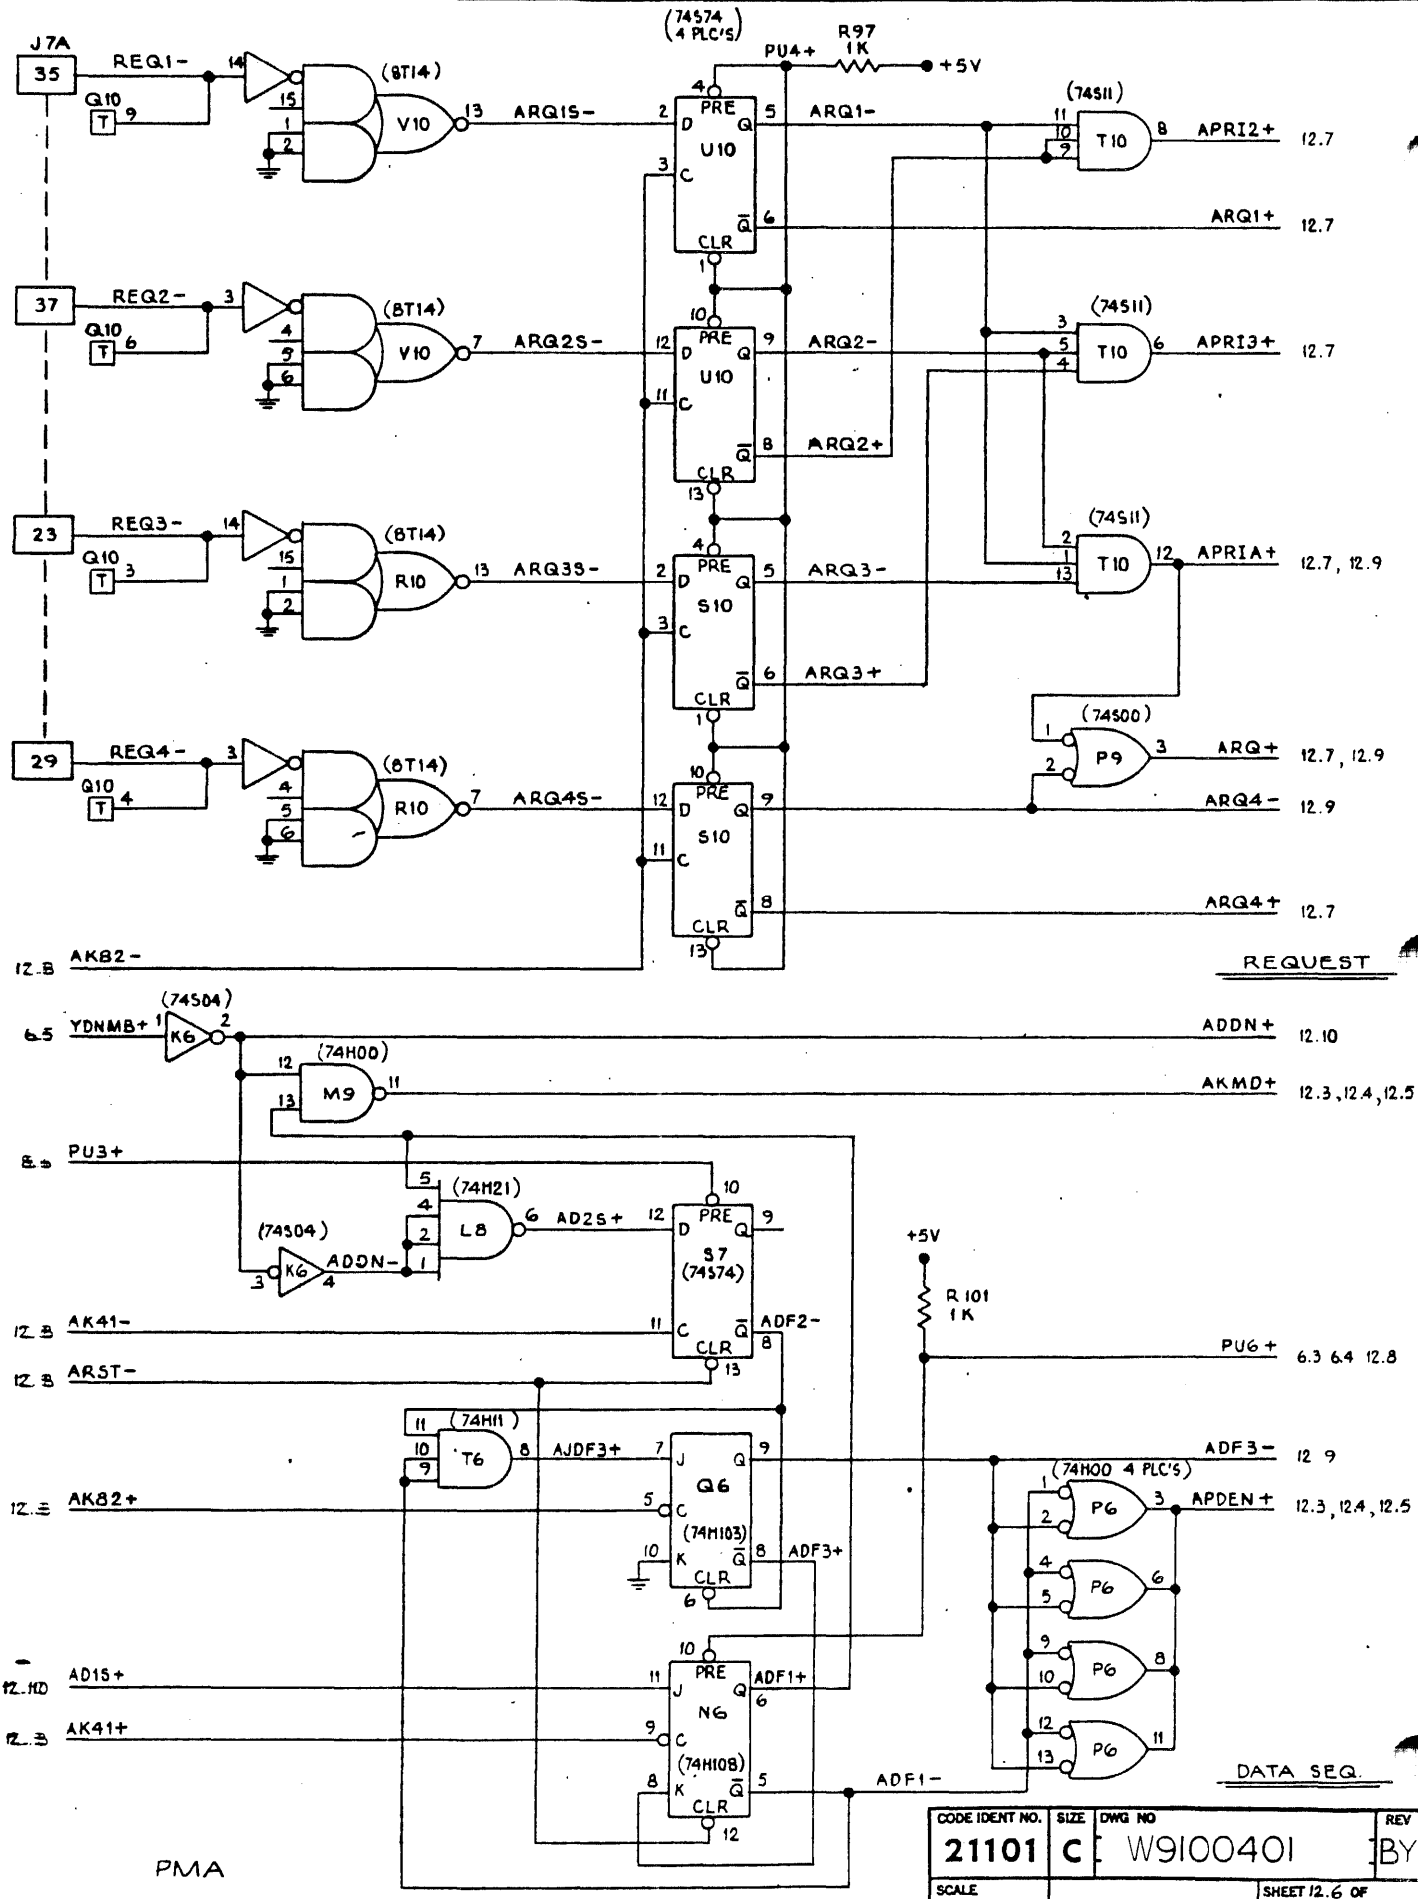 (74S74
4 PLC'S)
J7A
35
REQ1-
14
Q10
T
9
15
1
2
(8T14)
V10
13
ARQ1S-
2
D
PRE
4
Q
5
U10
3
C
Q
6
CLR
1
PU4+
R97
1K
+5V
ARQ1-
(74S11)
11
10
9
T10
8
APRI2+
12.7
ARQ1+
12.7
37
REQ2-
3
Q10
T
6
4
5
6
(8T14)
V10
7
ARQ2S-
12
D
10
PRE
Q
9
U10
11
C
Q
8
CLR
13
ARQ2-
ARQ2+
(74S11)
3
5
4
T10
6
APRI3+
12.7
23
REQ3-
14
Q10
T
3
15
1
2
(8T14)
R10
13
ARQ3S-
2
D
4
PRE
Q
5
S10
3
C
Q
6
CLR
1
ARQ3-
ARQ3+
(74S11)
2
1
13
T10
12
APRIA+
12.7, 12.9
29
REQ4-
3
Q10
T
4
4
5
6
(8T14)
R10
7
ARQ4S-
12
D
10
PRE
Q
9
S10
11
C
Q
8
CLR
13
(74S00)
1
2
P9
3
ARQ+
12.7, 12.9
ARQ4-
12.9
ARQ4+
12.7
12.8
AK82-
REQUEST
6.5
YDNMB+
1
(74S04)
K6
2
ADDN+
12.10
(74H00)
12
13
M9
11
AKMD+
12.3, 12.4, 12.5
PU3+
(74S04)
3
K6
4
ADDN-
5
4
2
1
(74H21)
L8
6
AD2S+
12
D
10
PRE
Q
9
S7
(74S74)
11
C
Q
8
CLR
13
ADF2-
12.8
AK41-
12.8
ARST-
+5V
R101
1K
PU6+
6.3 6.4 12.8
(74H11)
11
10
9
T6
8
AJDF3+
7
J
Q
9
Q6
5
C
(74H103)
10
K
Q
8
ADF3+
CLR
6
AK82+
ADF3-
12 9
(74H00 4 PLC'S)
1
2
P6
3
APDEN+
12.3, 12.4, 12.5
4
5
P6
6
9
10
P6
8
12
13
P6
11
AD1S+
11
J
10
PRE
Q
6
ADF1+
N6
12.8
AK41+
9
C
(74H108)
8
K
Q
5
ADF1-
CLR
12
DATA SEQ.
PMA
CODE IDENT NO.
21101
SIZE
C
DWG NO
W9100401
REV
BY
SCALE
SHEET 12.6 OF